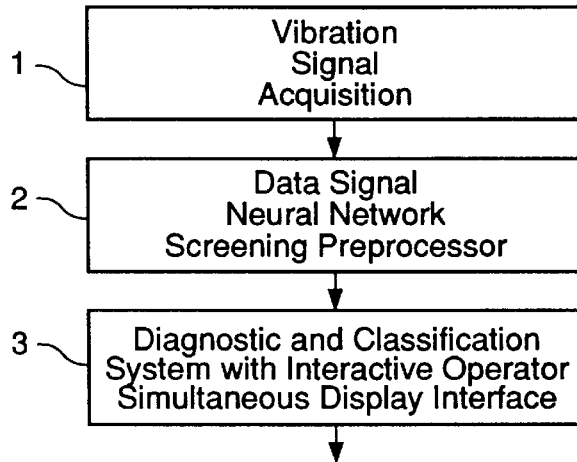 1
Vibration
Signal
Acquisition
2
Data Signal
Neural Network
Screening Preprocessor
3
Diagnostic and Classification
System with Interactive Operator
Simultaneous Display Interface